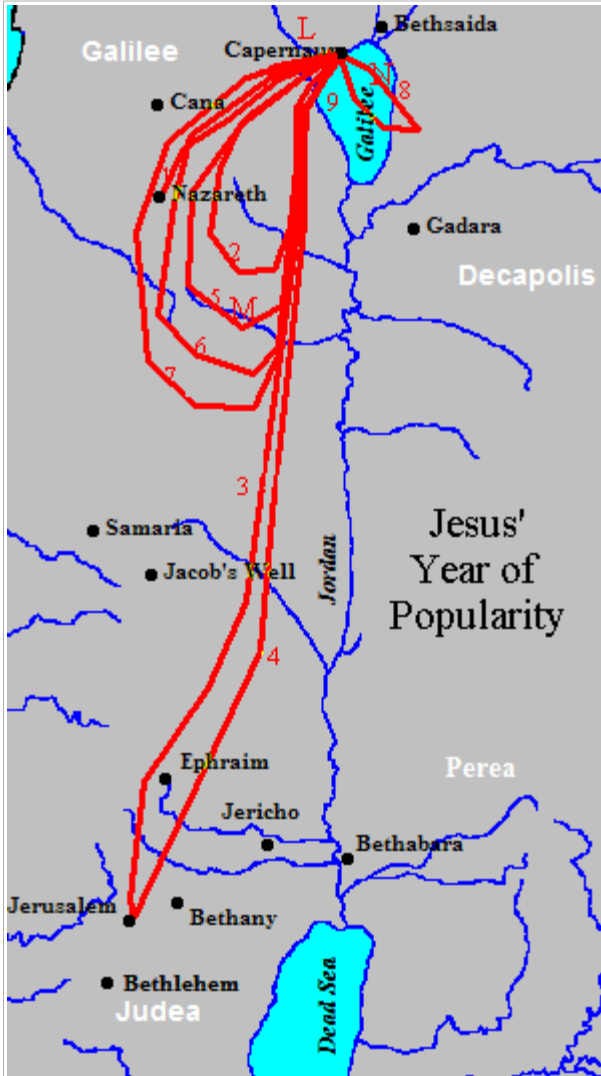 L
Bethsaida
Galilee
Capernaum
N
8
9
Cana
Galilee
1
Nazareth
Gadara
2
Decapolis
5
M
6
7
3
Samaria
Jesus'
Year of
Popularity
Jacob's Well
Jordan
4
Ephraim
Perea
Jericho
Bethabara
Jerusalem
Bethany
Bethlehem
Judea
Dead Sea